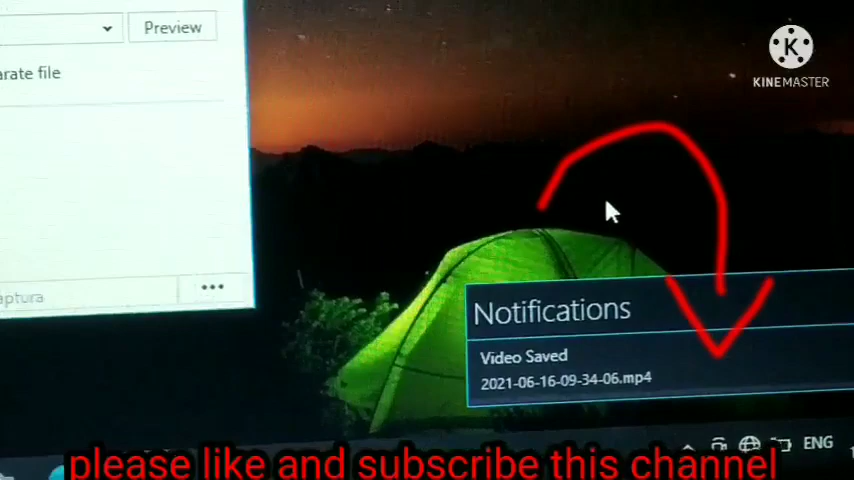 Preview
KINEMASTER
arate file
aptura
Notifications
Video Saved
2021-06-16-09-34-06.mp4
ENG
please like and subscribe this channel